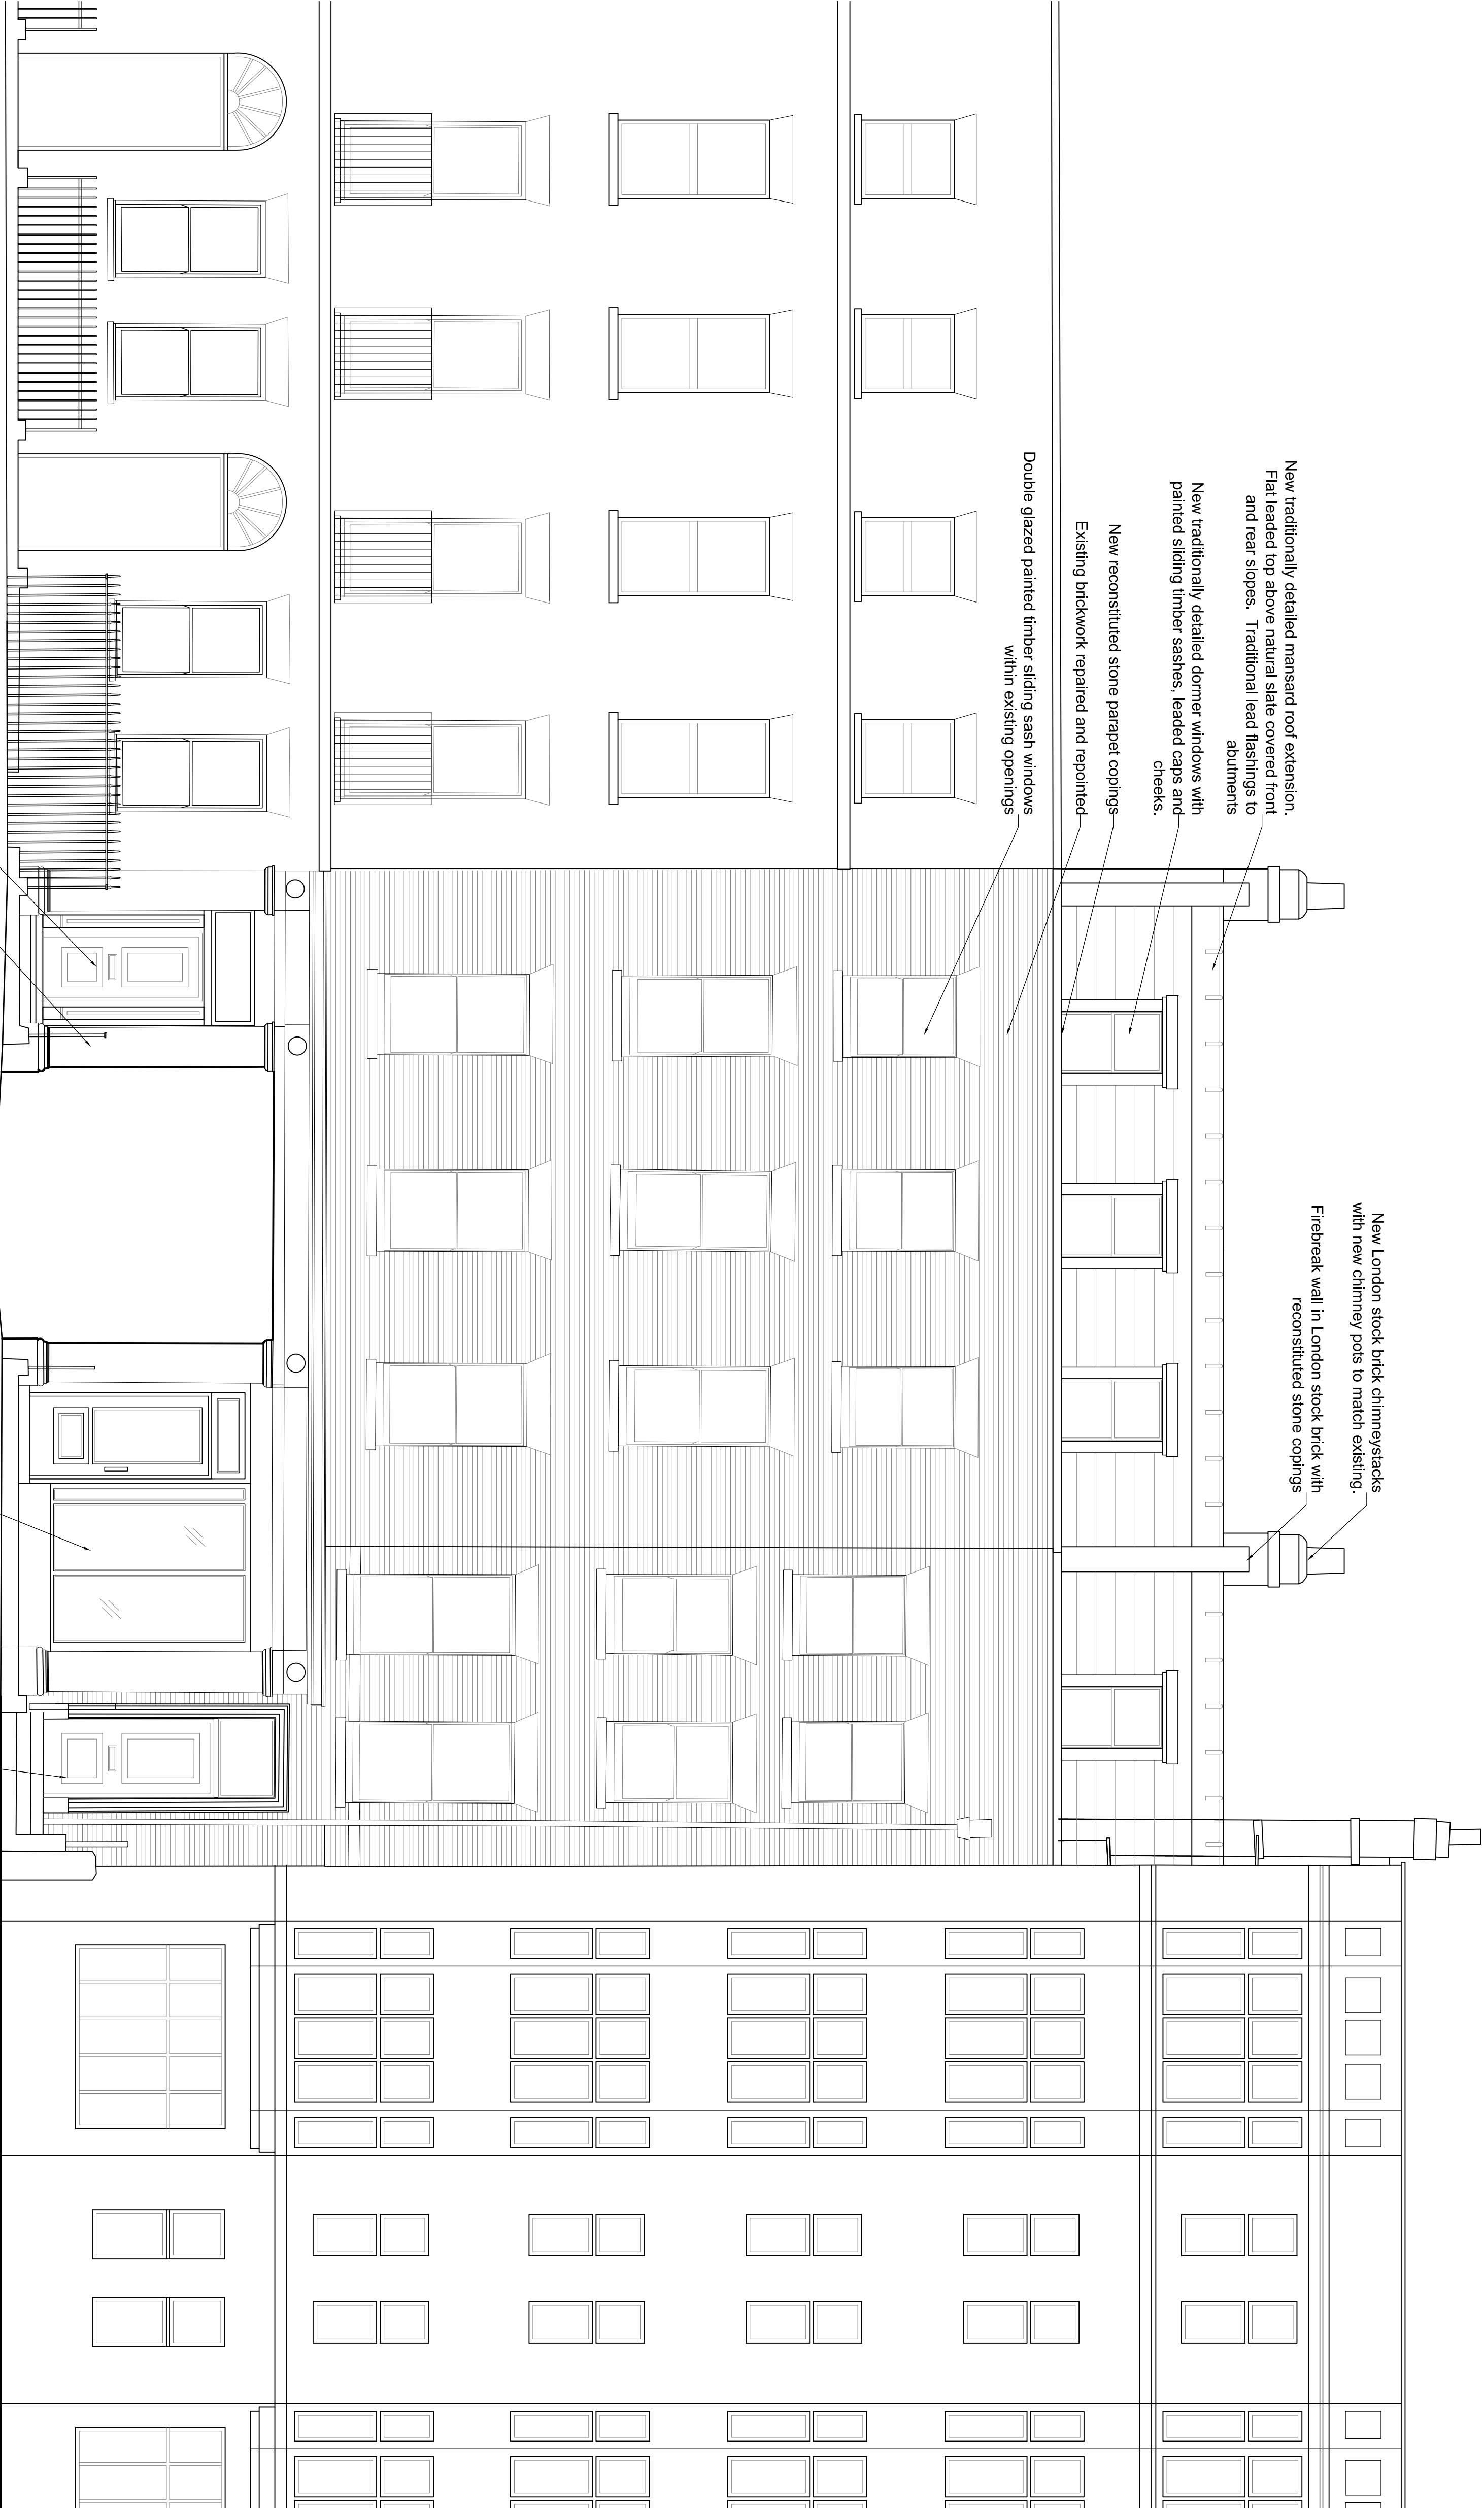 New traditionally detailed mansard roof extension.
Flat leaded top above natural slate covered front
and rear slopes.  Traditional lead flashings to
abutments
New traditionally detailed dormer windows with
painted sliding timber sashes, leaded caps and
cheeks.
New reconstituted stone parapet copings
Existing brickwork repaired and repointed
Double glazed painted timber sliding sash windows
within existing openings
New London stock brick chimneystacks
with new chimney pots to match existing.
Firebreak wall in London stock brick with
reconstituted stone copings